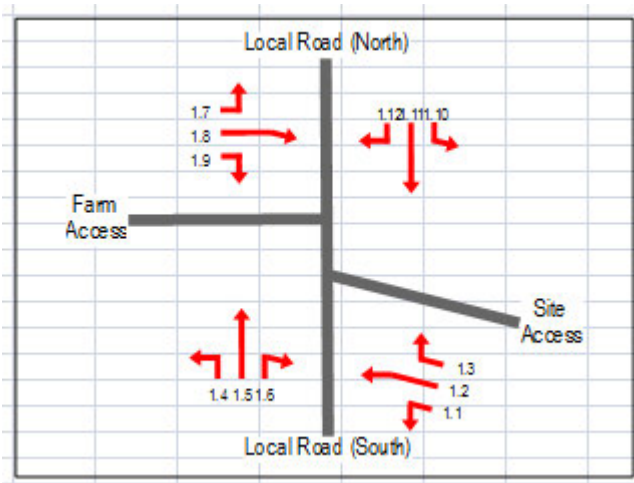 Local Road (North)
1.7
1.8
1.9
1.12 1.11 1.10
Farm
Access
Site
Access
1.4 1.5 1.6
1.3
1.2
1.1
Local Road (South)